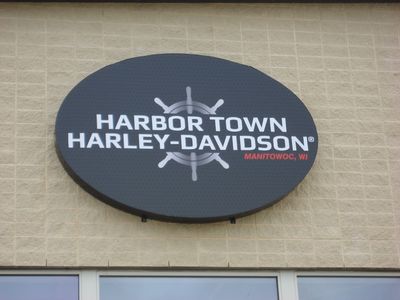 HARBOR TOWN
HARLEY-DAVIDSON®
MANITOWOC, WI